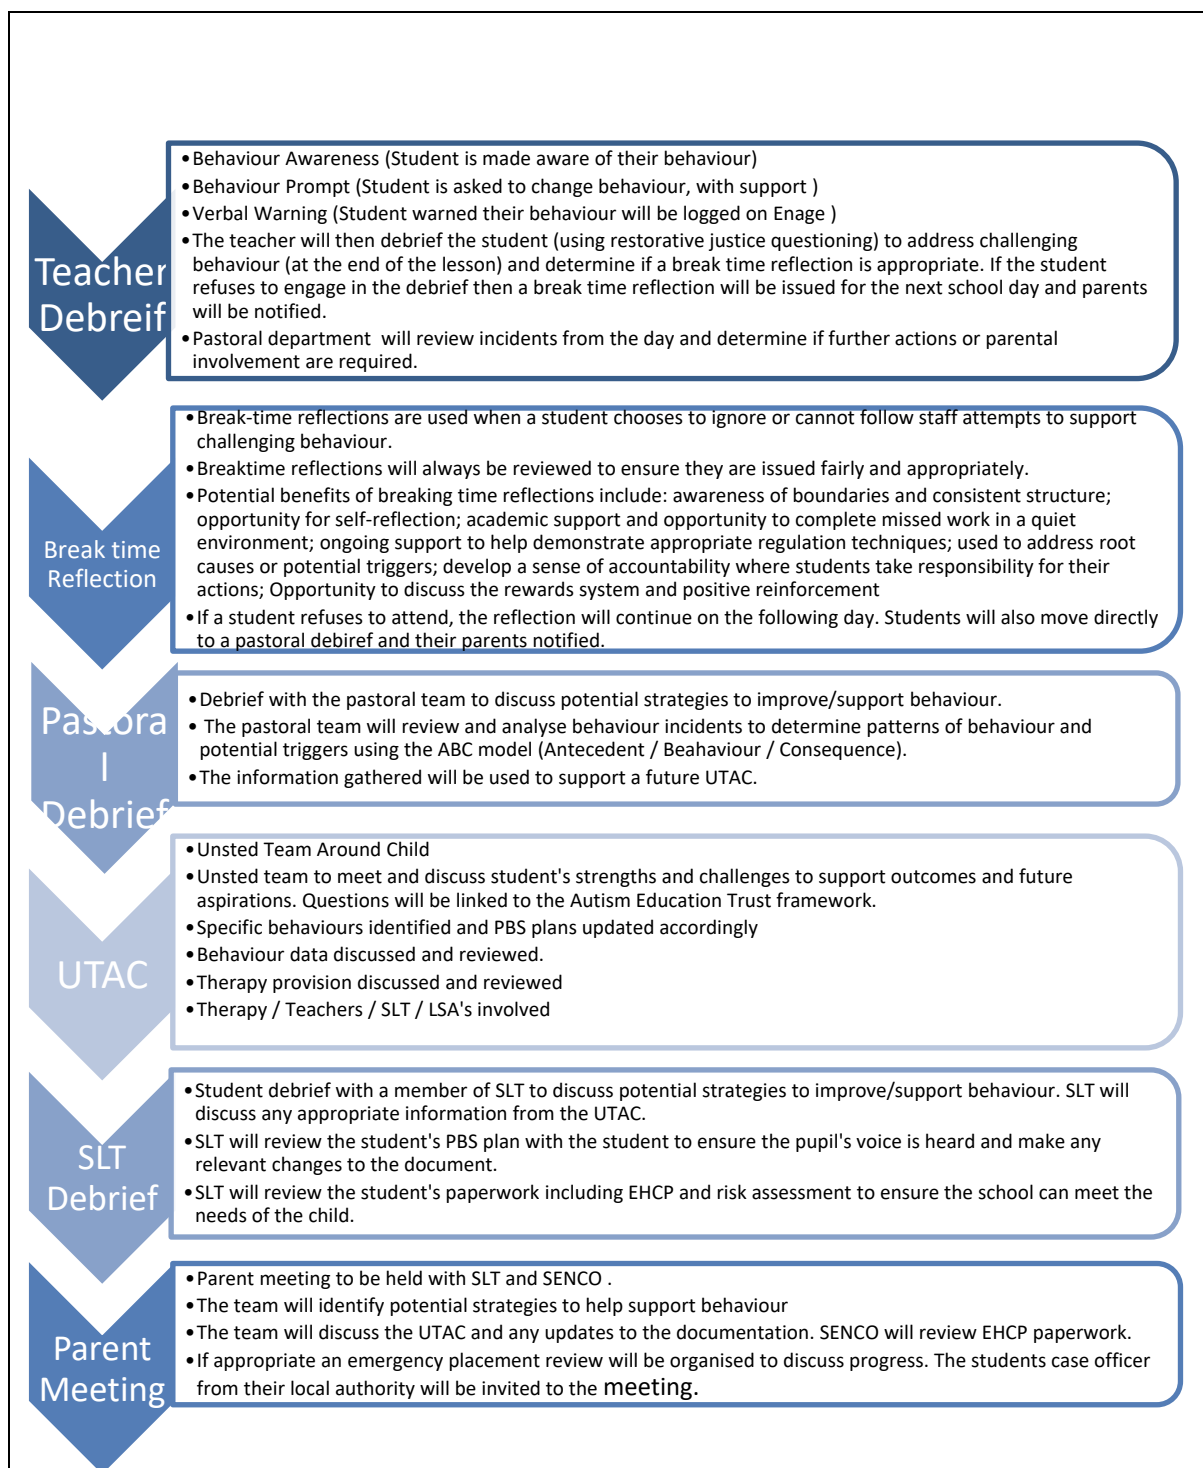 Teacher
Debreif
•Behaviour Awareness (Student is made aware of their behaviour)
•Behaviour Prompt (Student is asked to change behaviour, with support )
•Verbal Warning (Student warned their behaviour will be logged on Enage )
•The teacher will then debrief the student (using restorative justice questioning) to address challenging
behaviour (at the end of the lesson) and determine if a break time reflection is appropriate. If the student
refuses to engage in the debrief then a break time reflection will be issued for the next school day and parents
will be notified.
•Pastoral department  will review incidents from the day and determine if further actions or parental
involvement are required.
Break time
Reflection
•Break-time reflections are used when a student chooses to ignore or cannot follow staff attempts to support
challenging behaviour.
•Breaktime reflections will always be reviewed to ensure they are issued fairly and appropriately.
•Potential benefits of breaking time reflections include: awareness of boundaries and consistent structure;
opportunity for self-reflection; academic support and opportunity to complete missed work in a quiet
environment; ongoing support to help demonstrate appropriate regulation techniques; used to address root
causes or potential triggers; develop a sense of accountability where students take responsibility for their
actions; Opportunity to discuss the rewards system and positive reinforcement
•If a student refuses to attend, the reflection will continue on the following day. Students will also move directly
to a pastoral debiref and their parents notified.
Pastora
l
Debrief
•Debrief with the pastoral team to discuss potential strategies to improve/support behaviour.
• The pastoral team will review and analyse behaviour incidents to determine patterns of behaviour and
potential triggers using the ABC model (Antecedent / Beahaviour / Consequence).
•The information gathered will be used to support a future UTAC.
UTAC
•Unsted Team Around Child
•Unsted team to meet and discuss student's strengths and challenges to support outcomes and future
aspirations. Questions will be linked to the Autism Education Trust framework.
•Specific behaviours identified and PBS plans updated accordingly
•Behaviour data discussed and reviewed.
•Therapy provision discussed and reviewed
•Therapy / Teachers / SLT / LSA's involved
SLT
Debrief
•Student debrief with a member of SLT to discuss potential strategies to improve/support behaviour. SLT will
discuss any appropriate information from the UTAC.
•SLT will review the student's PBS plan with the student to ensure the pupil's voice is heard and make any
relevant changes to the document.
•SLT will review the student's paperwork including EHCP and risk assessment to ensure the school can meet the
needs of the child.
Parent
Meeting
•Parent meeting to be held with SLT and SENCO .
•The team will identify potential strategies to help support behaviour
•The team will discuss the UTAC and any updates to the documentation. SENCO will review EHCP paperwork.
•If appropriate an emergency placement review will be organised to discuss progress. The students case officer
from their local authority will be invited to the meeting.